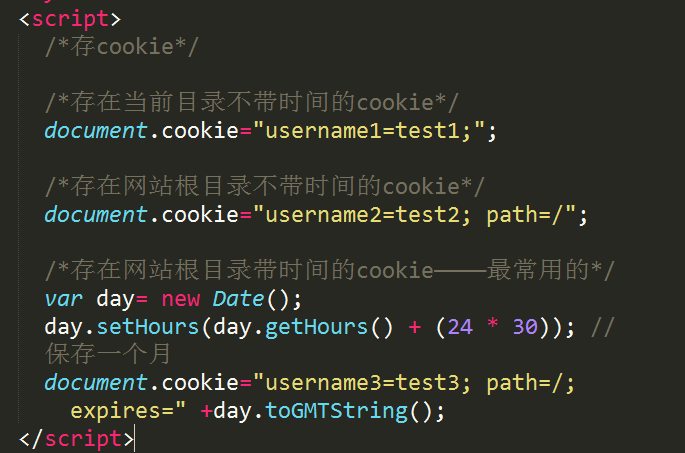 <script>
/*存cookie*/
/*存在当前目录不带时间的cookie*/
document.cookie="username1=test1;";
/*存在网站根目录不带时间的cookie*/
document.cookie="username2=test2; path=/";
/*存在网站根目录带时间的cookie————最常用的*/
var day= new Date();
day.setHours(day.getHours() + (24 * 30)); //
保存一个月
document.cookie="username3=test3; path=/;
expires=" +day.toGMTString();
</script>